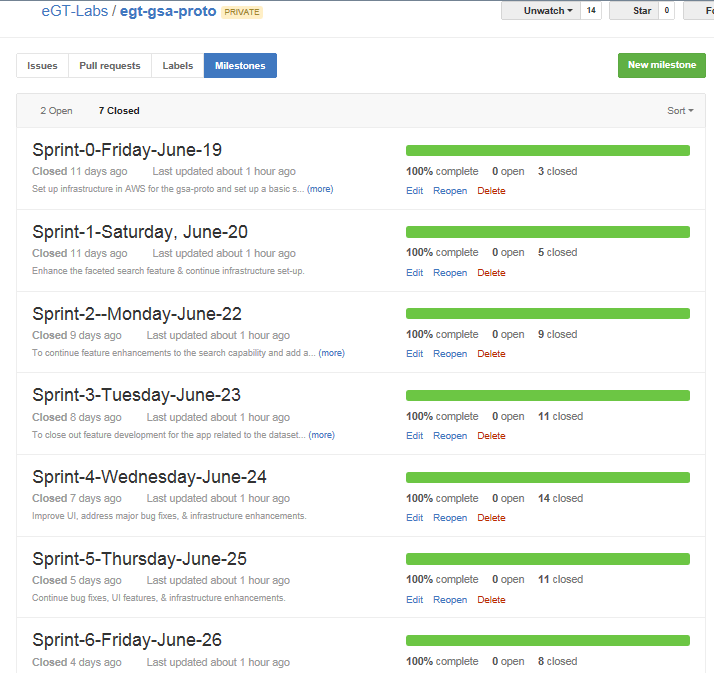 eGT-Labs / egt-gsa-proto PRIVATE Unwatch 14 Star 0
Issues Pull requests Labels Milestones New milestone
2 Open 7 Closed Sort
Sprint-0-Friday-June-19
Closed 11 days ago Last updated about 1 hour ago
Set up infrastructure in AWS for the gsa-proto and set up a basic s... (more)
100% complete 0 open 3 closed
Edit Reopen Delete
Sprint-1-Saturday, June-20
Closed 11 days ago Last updated about 1 hour ago
Enhance the faceted search feature & continue infrastructure set-up.
100% complete 0 open 5 closed
Edit Reopen Delete
Sprint-2--Monday-June-22
Closed 9 days ago Last updated about 1 hour ago
To continue feature enhancements to the search capability and add a... (more)
100% complete 0 open 9 closed
Edit Reopen Delete
Sprint-3-Tuesday-June-23
Closed 8 days ago Last updated about 1 hour ago
To close out feature development for the app related to the dataset... (more)
100% complete 0 open 11 closed
Edit Reopen Delete
Sprint-4-Wednesday-June-24
Closed 7 days ago Last updated about 1 hour ago
Improve UI, address major bug fixes, & infrastructure enhancements.
100% complete 0 open 14 closed
Edit Reopen Delete
Sprint-5-Thursday-June-25
Closed 5 days ago Last updated about 1 hour ago
Continue bug fixes, UI features, & infrastructure enhancements.
100% complete 0 open 11 closed
Edit Reopen Delete
Sprint-6-Friday-June-26
Closed 4 days ago Last updated about 1 hour ago
100% complete 0 open 8 closed